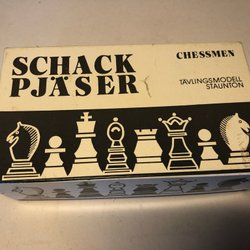 SCHACK
PJÄSER
CHESSMEN
TÄVLINGSMODELL
STAUNTON